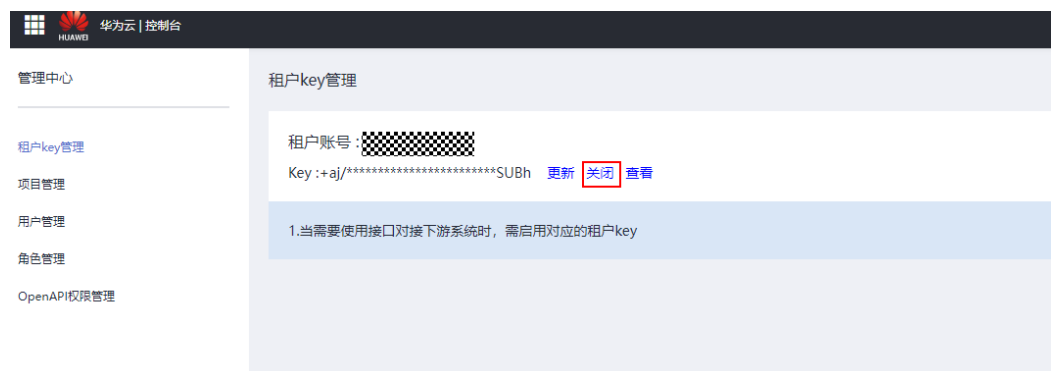 HUAWEI 华为云 | 控制台
管理中心
租户key管理
项目管理
用户管理
角色管理
OpenAPI权限管理
租户key管理
租户账号 :
Key :+aj/************************SUBh 更新 关闭 查看
1.当需要使用接口对接下游系统时，需启用对应的租户key